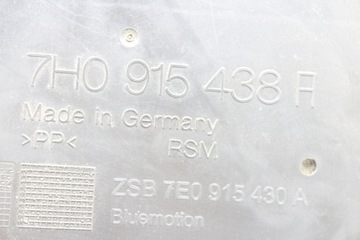 7H0 915 438 A
Made in Germany
>PP< RSM
ZSB 7E0 915 430 A
Bluemotion